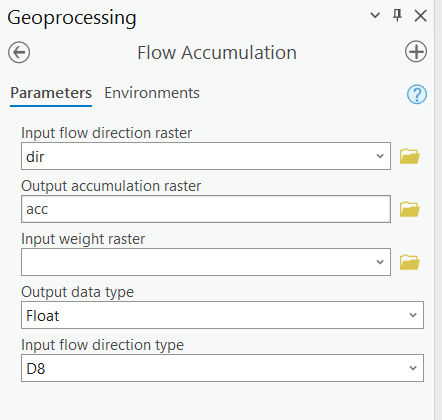 Geoprocessing
Flow Accumulation
Parameters Environments
?
Input flow direction raster
dir
Output accumulation raster
acc
Input weight raster
Output data type
Float
Input flow direction type
D8